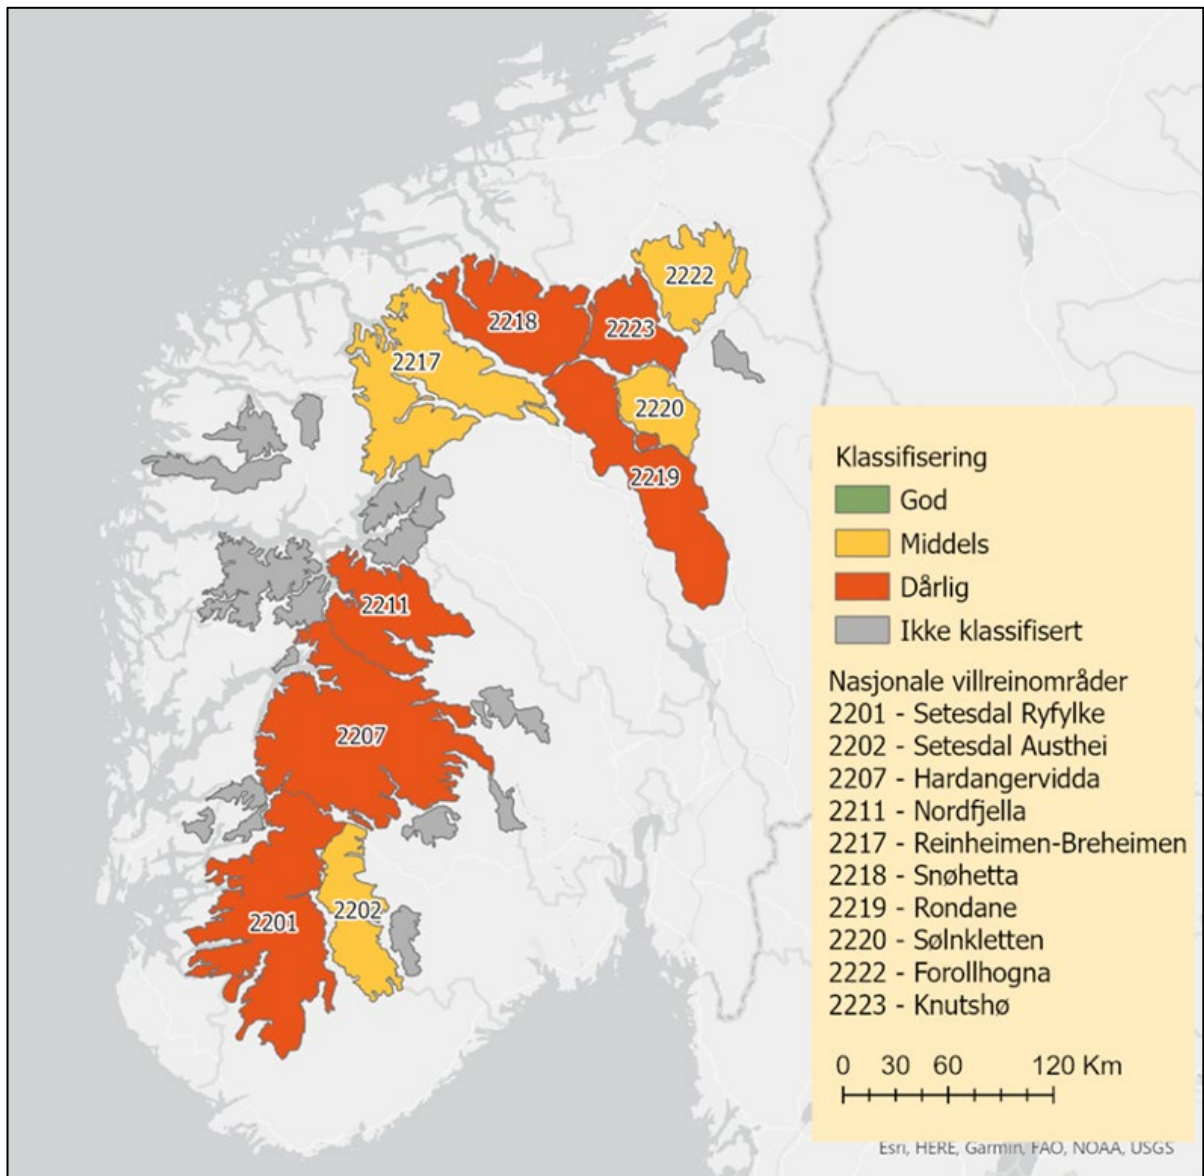 2222
2218
2223
2217
2220
2219
2211
2207
2202
2201
Klassifisering
God
Middels
Dårlig
Ikke klassifisert
Nasjonale villreinområder
2201 - Setesdal Ryfylke
2202 - Setesdal Austhei
2207 - Hardangervidda
2211 - Nordfjella
2217 - Reinheimen-Breheimen
2218 - Snøhetta
2219 - Rondane
2220 - Sølnkletten
2222 - Forollhogna
2223 - Knutshø
0 30 60 120 Km
Esri, HERE, Garmin, FAO, NOAA, USGS